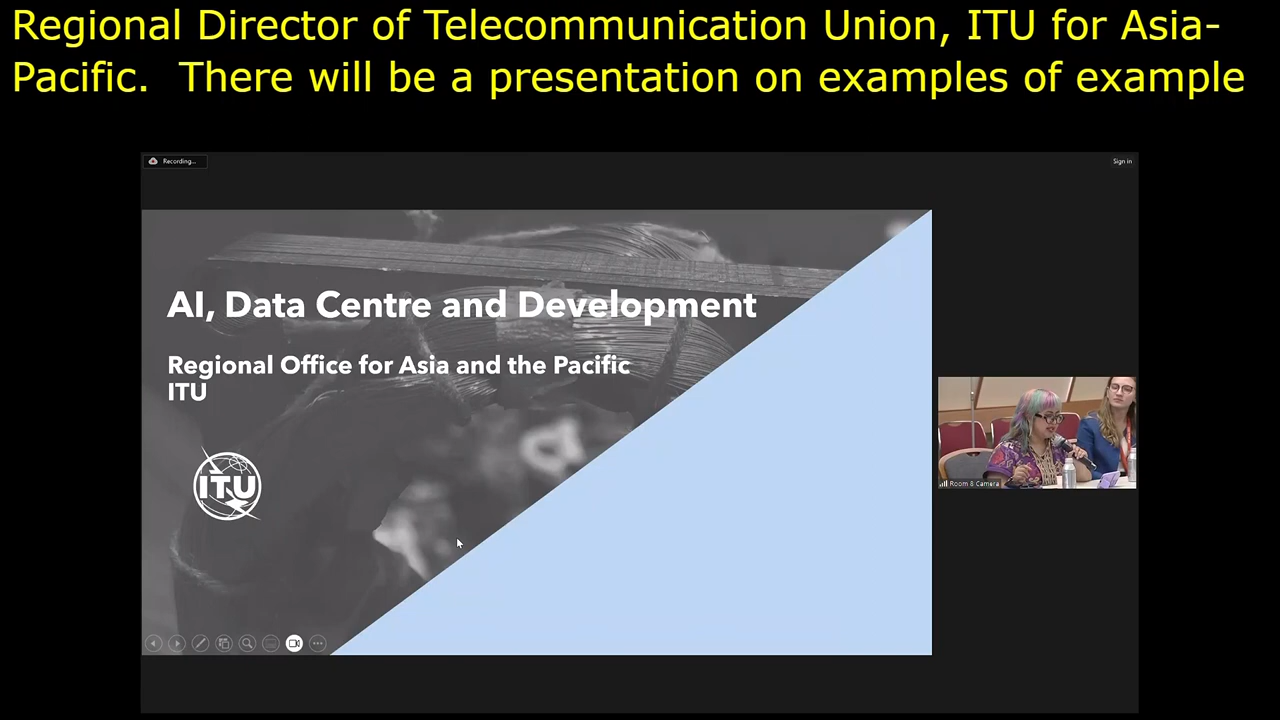 Regional Director of Telecommunication Union, ITU for Asia-
Pacific.  There will be a presentation on examples of example
Recording...
Sign in
AI, Data Centre and Development
Regional Office for Asia and the Pacific
ITU
ITU
Room 8 Camera